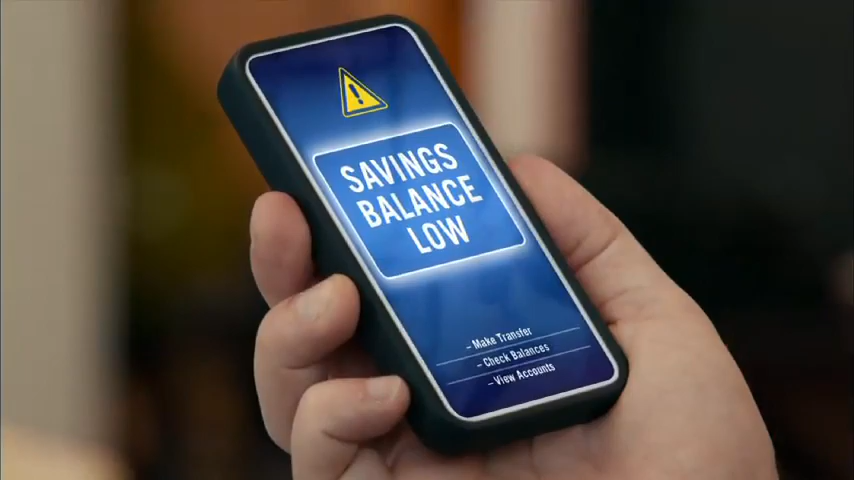 SAVINGS
BALANCE
LOW
– Make Transfer
– Check Balances
– View Accounts